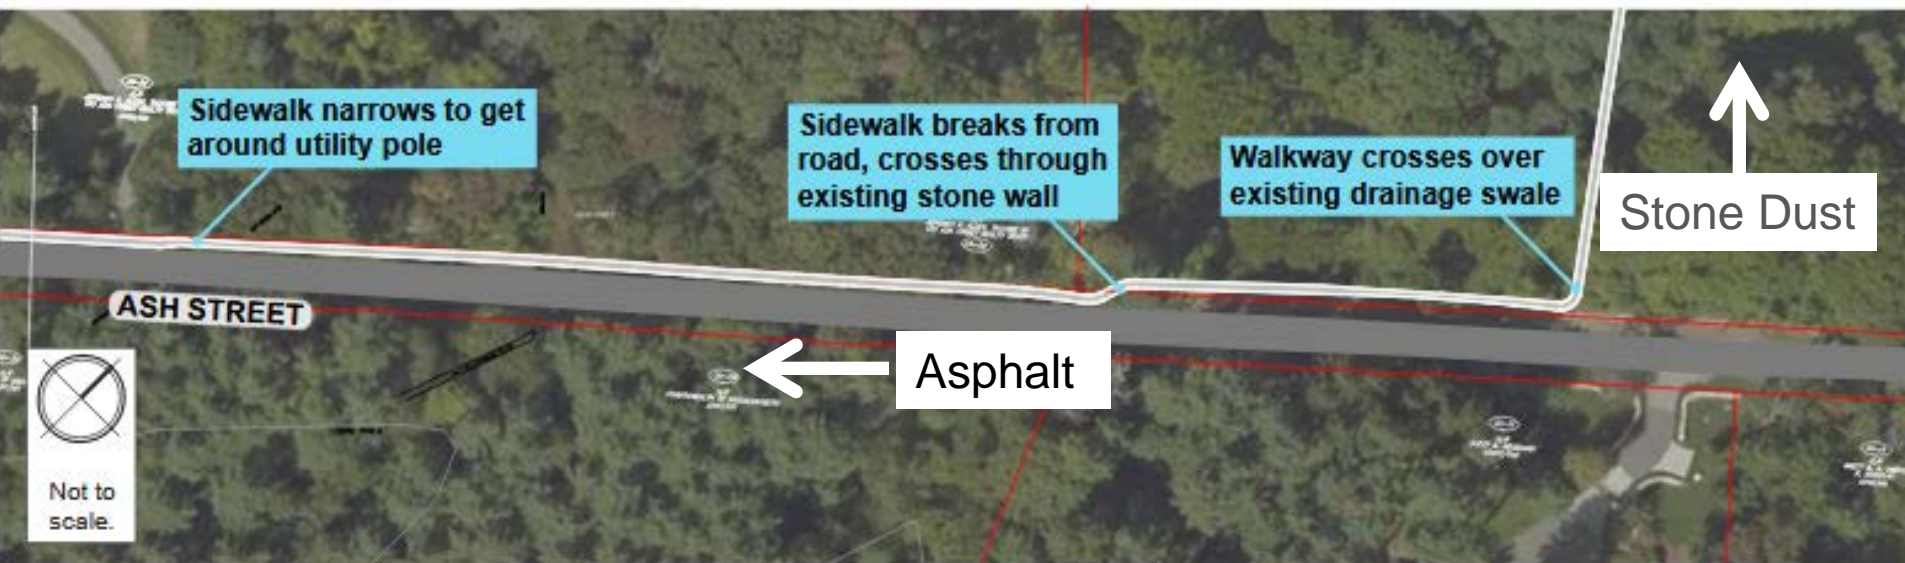 Sidewalk narrows to get
around utility pole
Sidewalk breaks from
road, crosses through
existing stone wall
Walkway crosses over
existing drainage swale
Stone Dust
ASH STREET
Asphalt
Not to
scale.